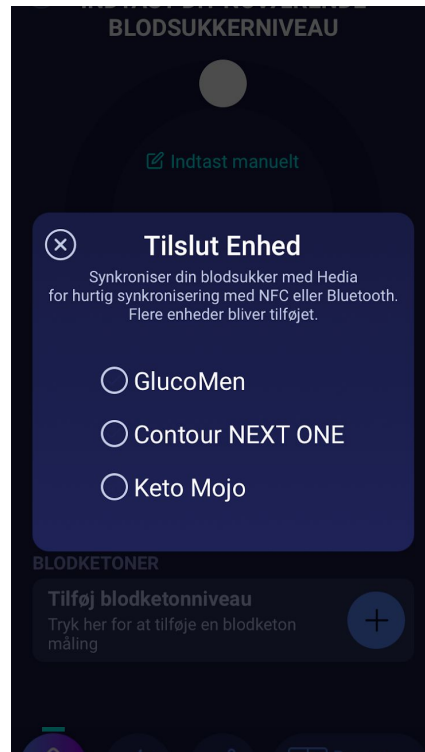 BLODSUKKERNIVEAU
Indtast manuelt
Tilslut Enhed
Synkroniser din blodsukker med Hedia
for hurtig synkronisering med NFC eller Bluetooth.
Flere enheder bliver tilføjet.
GlucoMen
Contour NEXT ONE
Keto Mojo
BLODKETONER
Tilføj blodketonniveau
Tryk her for at tilføje en blodketon
måling